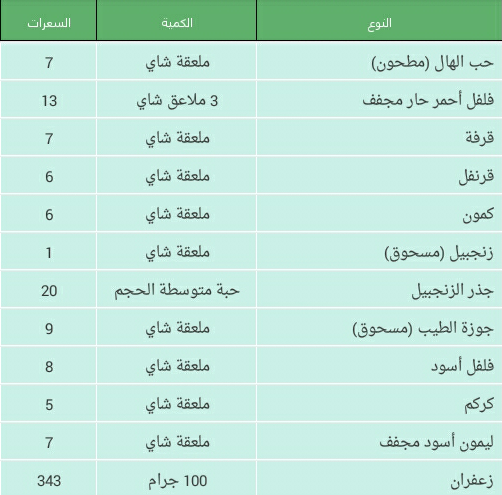 النوع الكمية السعرات
حب الهال (مطحون) ملعقة شاي 7
فلفل أحمر حار مجفف 3 ملاعق شاي 13
قرفة ملعقة شاي 7
قرنفل ملعقة شاي 6
كمون ملعقة شاي 6
زنجبيل (مسحوق) ملعقة شاي 1
جذر الزنجبيل حبة متوسطة الحجم 20
جوزة الطيب (مسحوق) ملعقة شاي 9
فلفل أسود ملعقة شاي 8
كركم ملعقة شاي 5
ليمون أسود مجفف ملعقة شاي 7
زعفران 100 جرام 343